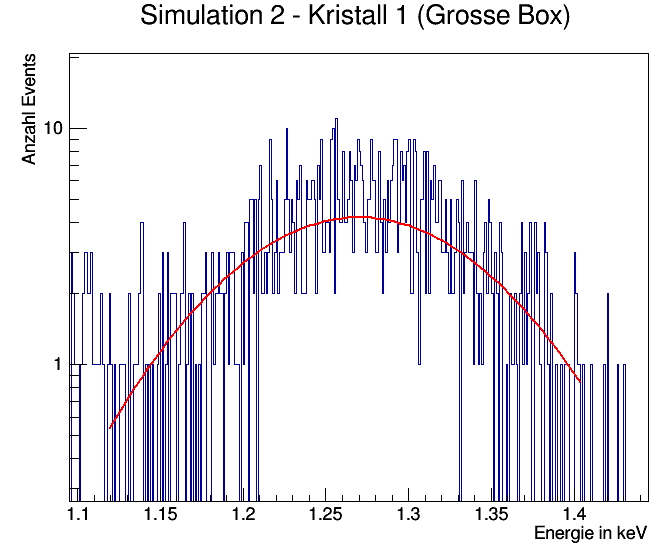 Simulation 2 - Kristall 1 (Grosse Box)
Anzahl Events
10
1
1.1 1.15 1.2 1.25 1.3 1.35 1.4
Energie in keV